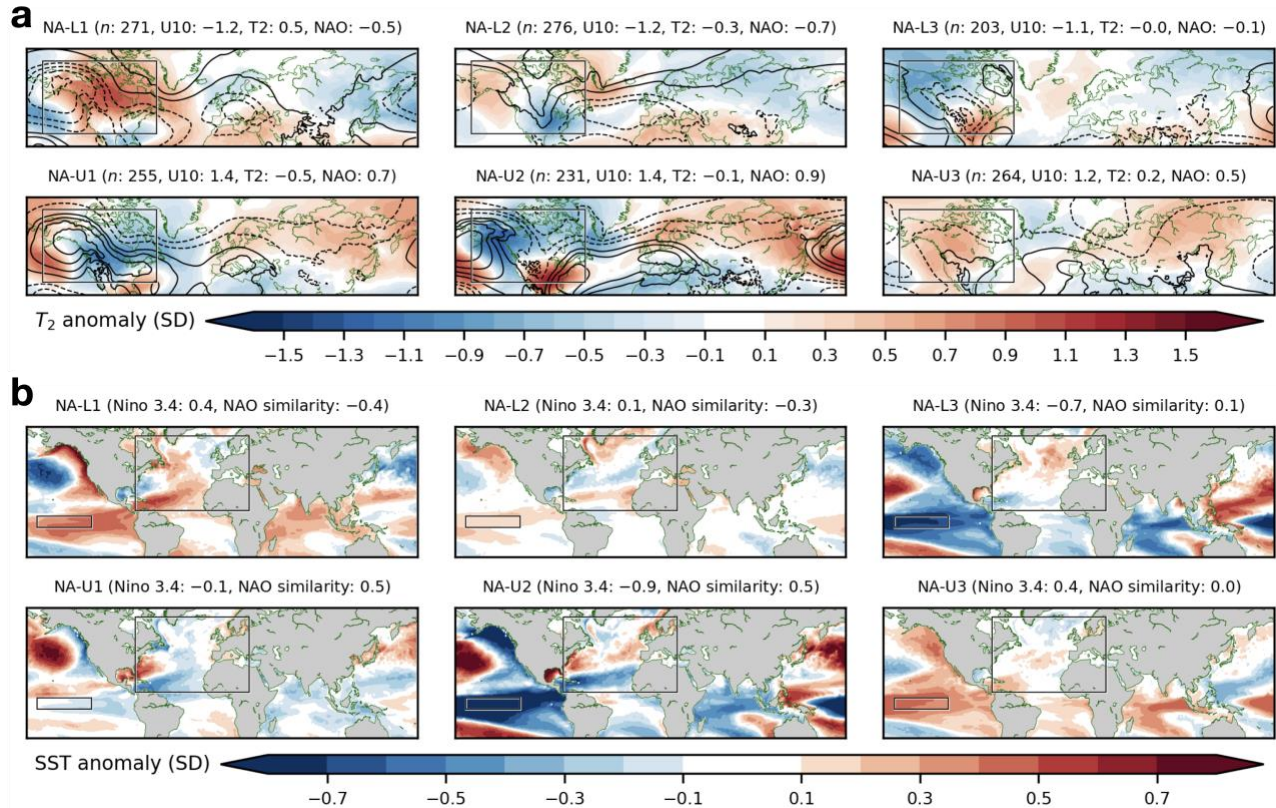 a
NA-L1 (n: 271, U10: −1.2, T2: 0.5, NAO: −0.5)
NA-L2 (n: 276, U10: −1.2, T2: −0.3, NAO: −0.7)
NA-L3 (n: 203, U10: −1.1, T2: −0.0, NAO: −0.1)
NA-U1 (n: 255, U10: 1.4, T2: −0.5, NAO: 0.7)
NA-U2 (n: 231, U10: 1.4, T2: −0.1, NAO: 0.9)
NA-U3 (n: 264, U10: 1.2, T2: 0.2, NAO: 0.5)
T2 anomaly (SD)
−1.5 −1.3 −1.1 −0.9 −0.7 −0.5 −0.3 −0.1 0.1 0.3 0.5 0.7 0.9 1.1 1.3 1.5
b
NA-L1 (Nino 3.4: 0.4, NAO similarity: −0.4)
NA-L2 (Nino 3.4: 0.1, NAO similarity: −0.3)
NA-L3 (Nino 3.4: −0.7, NAO similarity: 0.1)
NA-U1 (Nino 3.4: −0.1, NAO similarity: 0.5)
NA-U2 (Nino 3.4: −0.9, NAO similarity: 0.5)
NA-U3 (Nino 3.4: 0.4, NAO similarity: 0.0)
SST anomaly (SD)
−0.7 −0.5 −0.3 −0.1 0.1 0.3 0.5 0.7